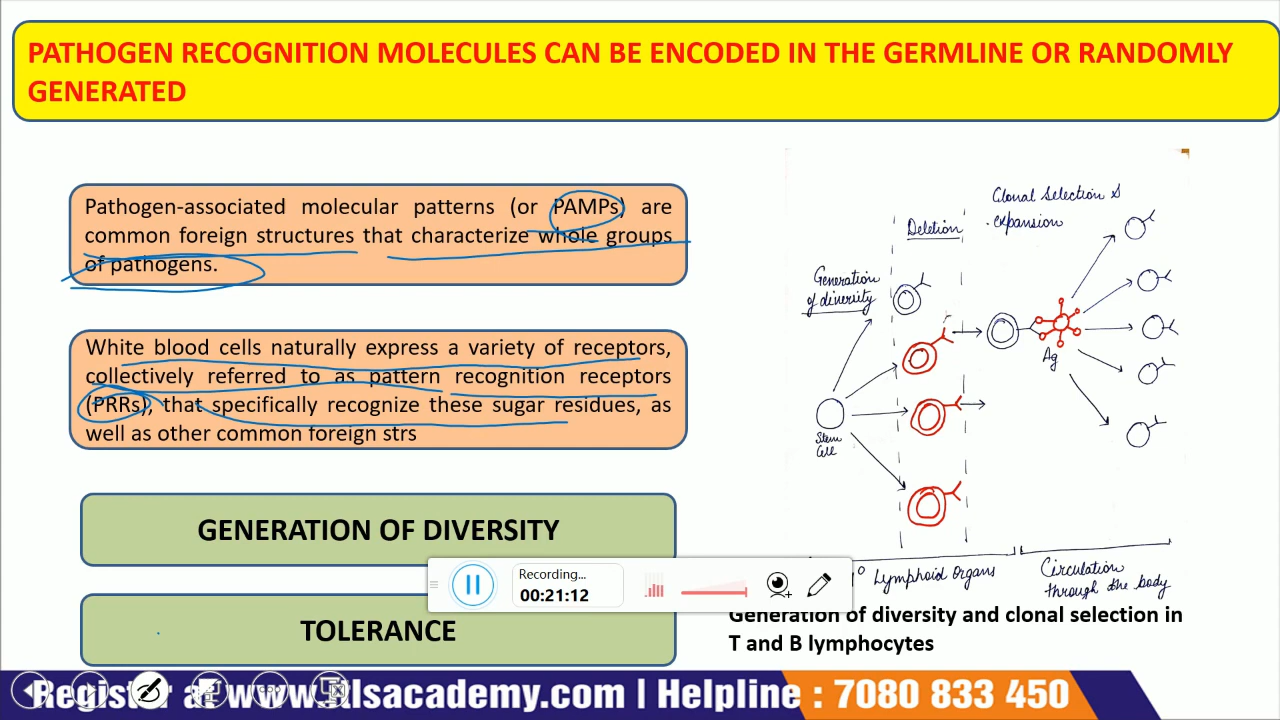 PATHOGEN RECOGNITION MOLECULES CAN BE ENCODED IN THE GERMLINE OR RANDOMLY
GENERATED
Pathogen-associated molecular patterns (or PAMPs) are
common foreign structures that characterize whole groups
of pathogens.
White blood cells naturally express a variety of receptors,
collectively referred to as pattern recognition receptors
(PRRs), that specifically recognize these sugar residues, as
well as other common foreign strs
GENERATION OF DIVERSITY
TOLERANCE
Clonal Selection &
expansion
Deletion
Generation
of diversity
Ag
Stem
Cell
Lymphoid Organs
Circulation
through the body
Recording...
00:21:12
Generation of diversity and clonal selection in
T and B lymphocytes
Register a www. lsacademy.com | Helpline : 7080 833 450